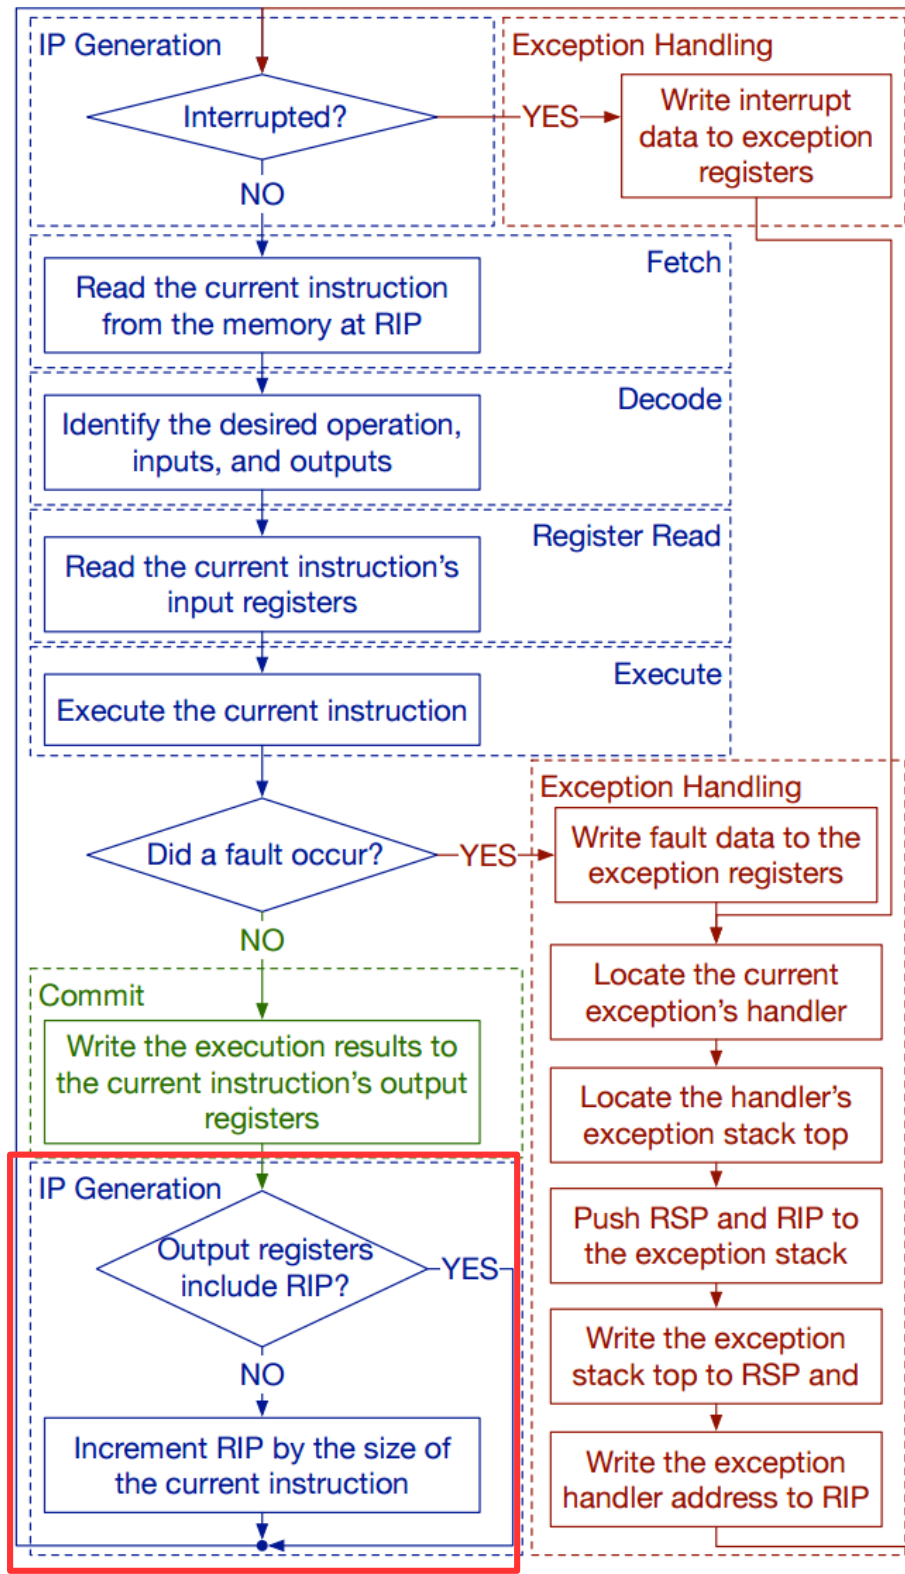 IP Generation
Interrupted?
YES
NO
Exception Handling
Write interrupt
data to exception
registers
Fetch
Read the current instruction
from the memory at RIP
Decode
Identify the desired operation,
inputs, and outputs
Register Read
Read the current instruction's
input registers
Execute
Execute the current instruction
Did a fault occur?
YES
NO
Exception Handling
Write fault data to the
exception registers
Locate the current
exception's handler
Locate the handler's
exception stack top
Push RSP and RIP to
the exception stack
Write the exception
stack top to RSP and
Write the exception
handler address to RIP
Commit
Write the execution results to
the current instruction's output
registers
IP Generation
Output registers
include RIP?
YES
NO
Increment RIP by the size of
the current instruction